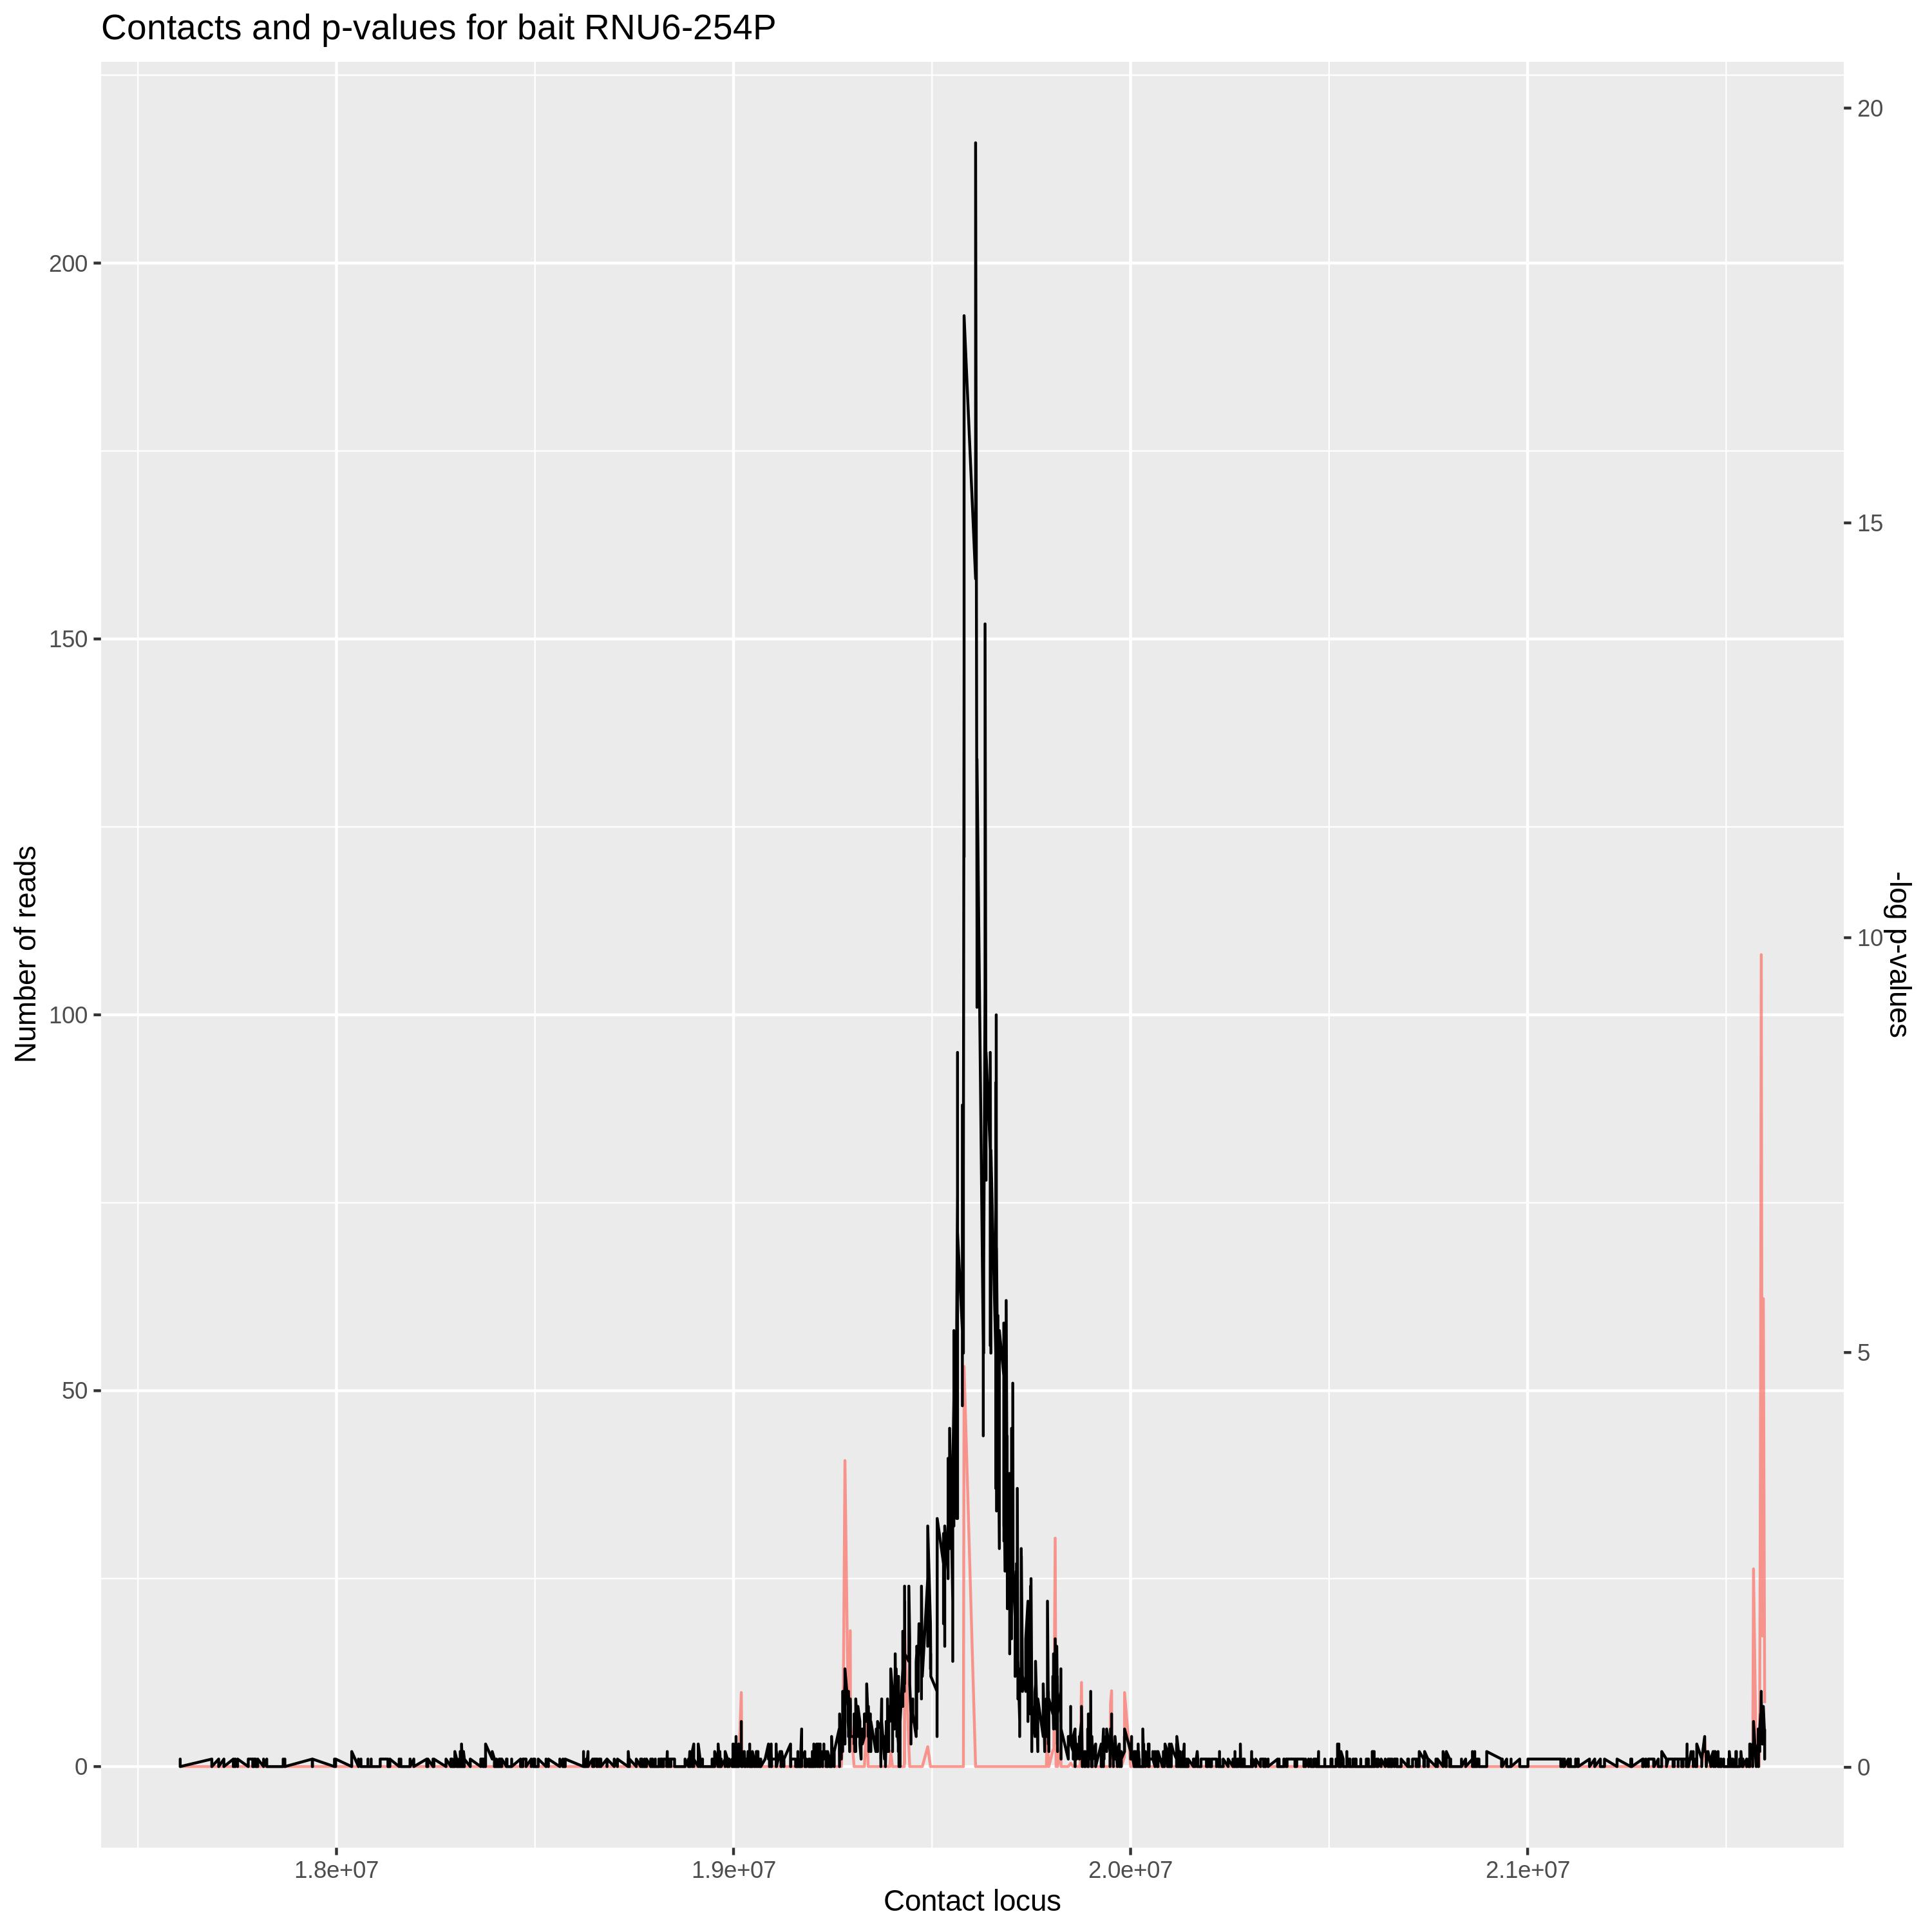 Contacts and p-values for bait RNU6-254P
Number of reads
200
150
100
50
0
20
15
10
5
0
-log p-values
1.8e+07
1.9e+07
2.0e+07
2.1e+07
Contact locus